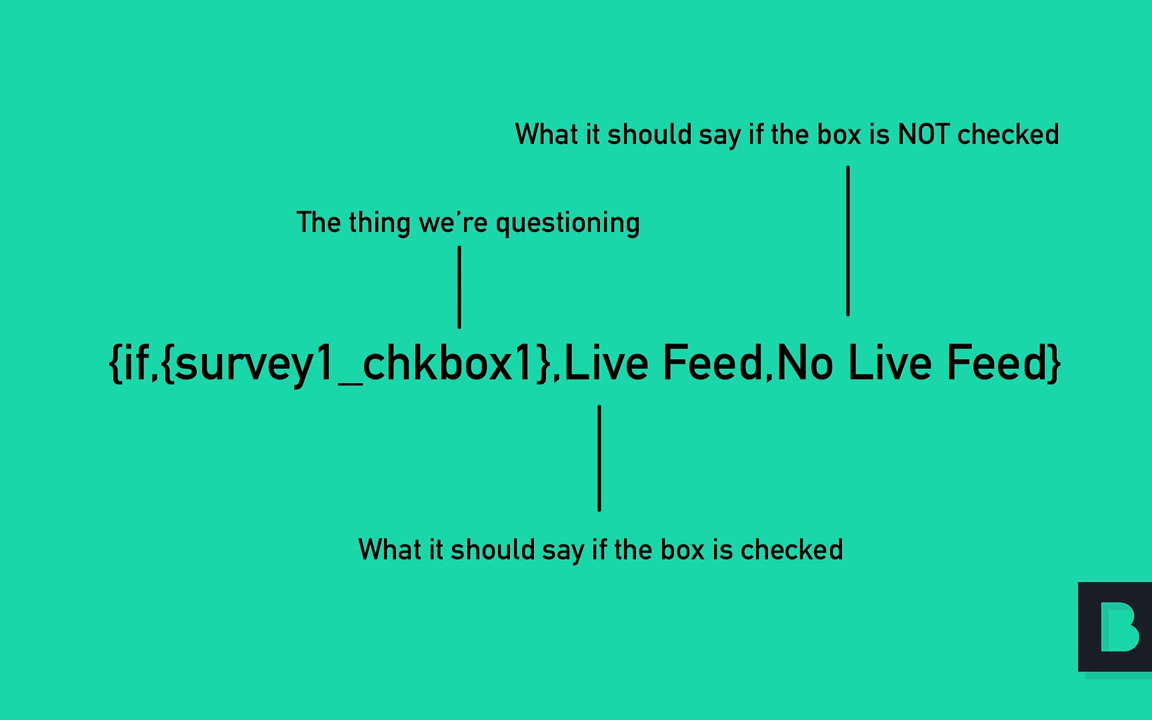 What it should say if the box is NOT checked
The thing we're questioning
{if,{survey1_chkbox1},Live Feed,No Live Feed}
What it should say if the box is checked
B